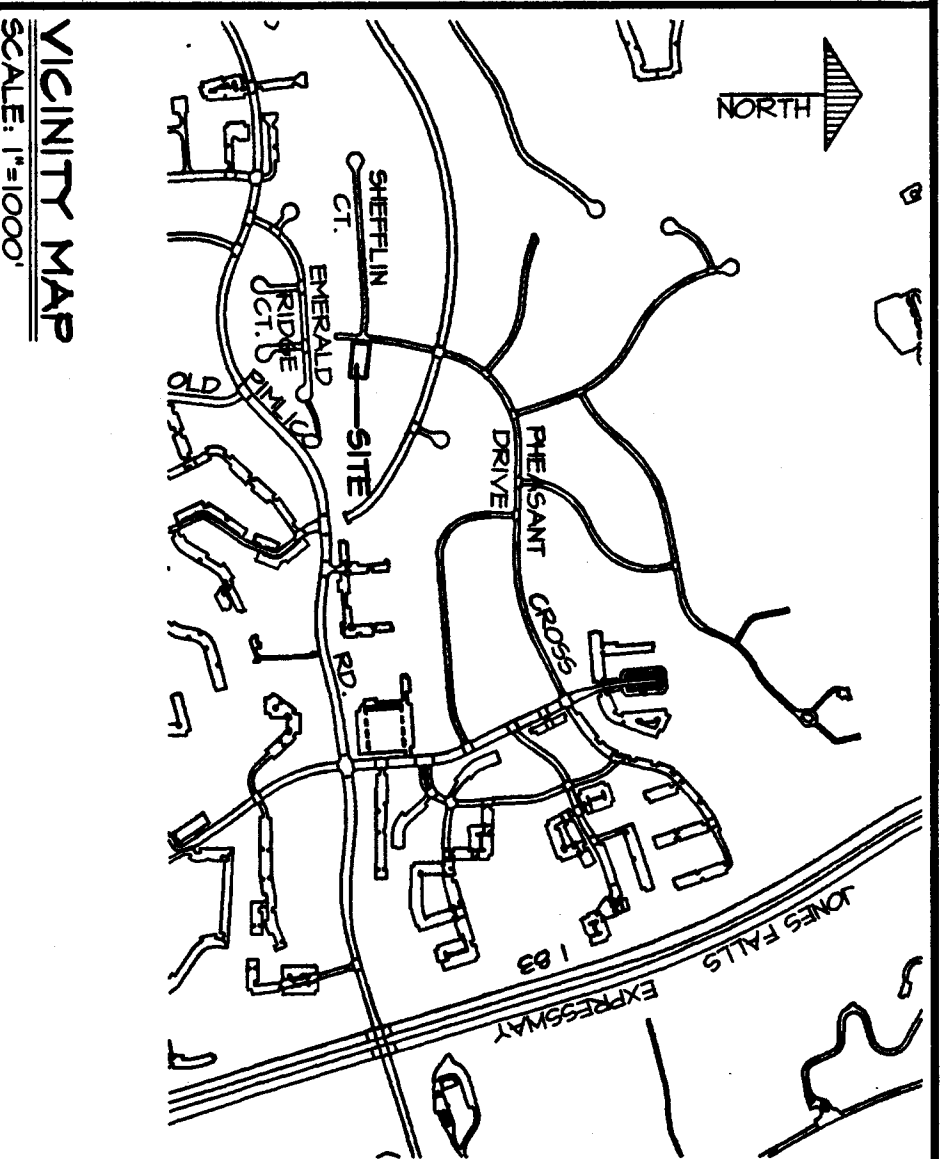 NORTH
SHEFFLIN
CT.
EMERALD
RIDGE
CT.
OLD
PIMLICO
RD.
SITE
PHEASANT
DRIVE
CROSS
JONES FALLS
EXPRESSWAY
I 83
VICINITY MAP
SCALE: 1"=1000'